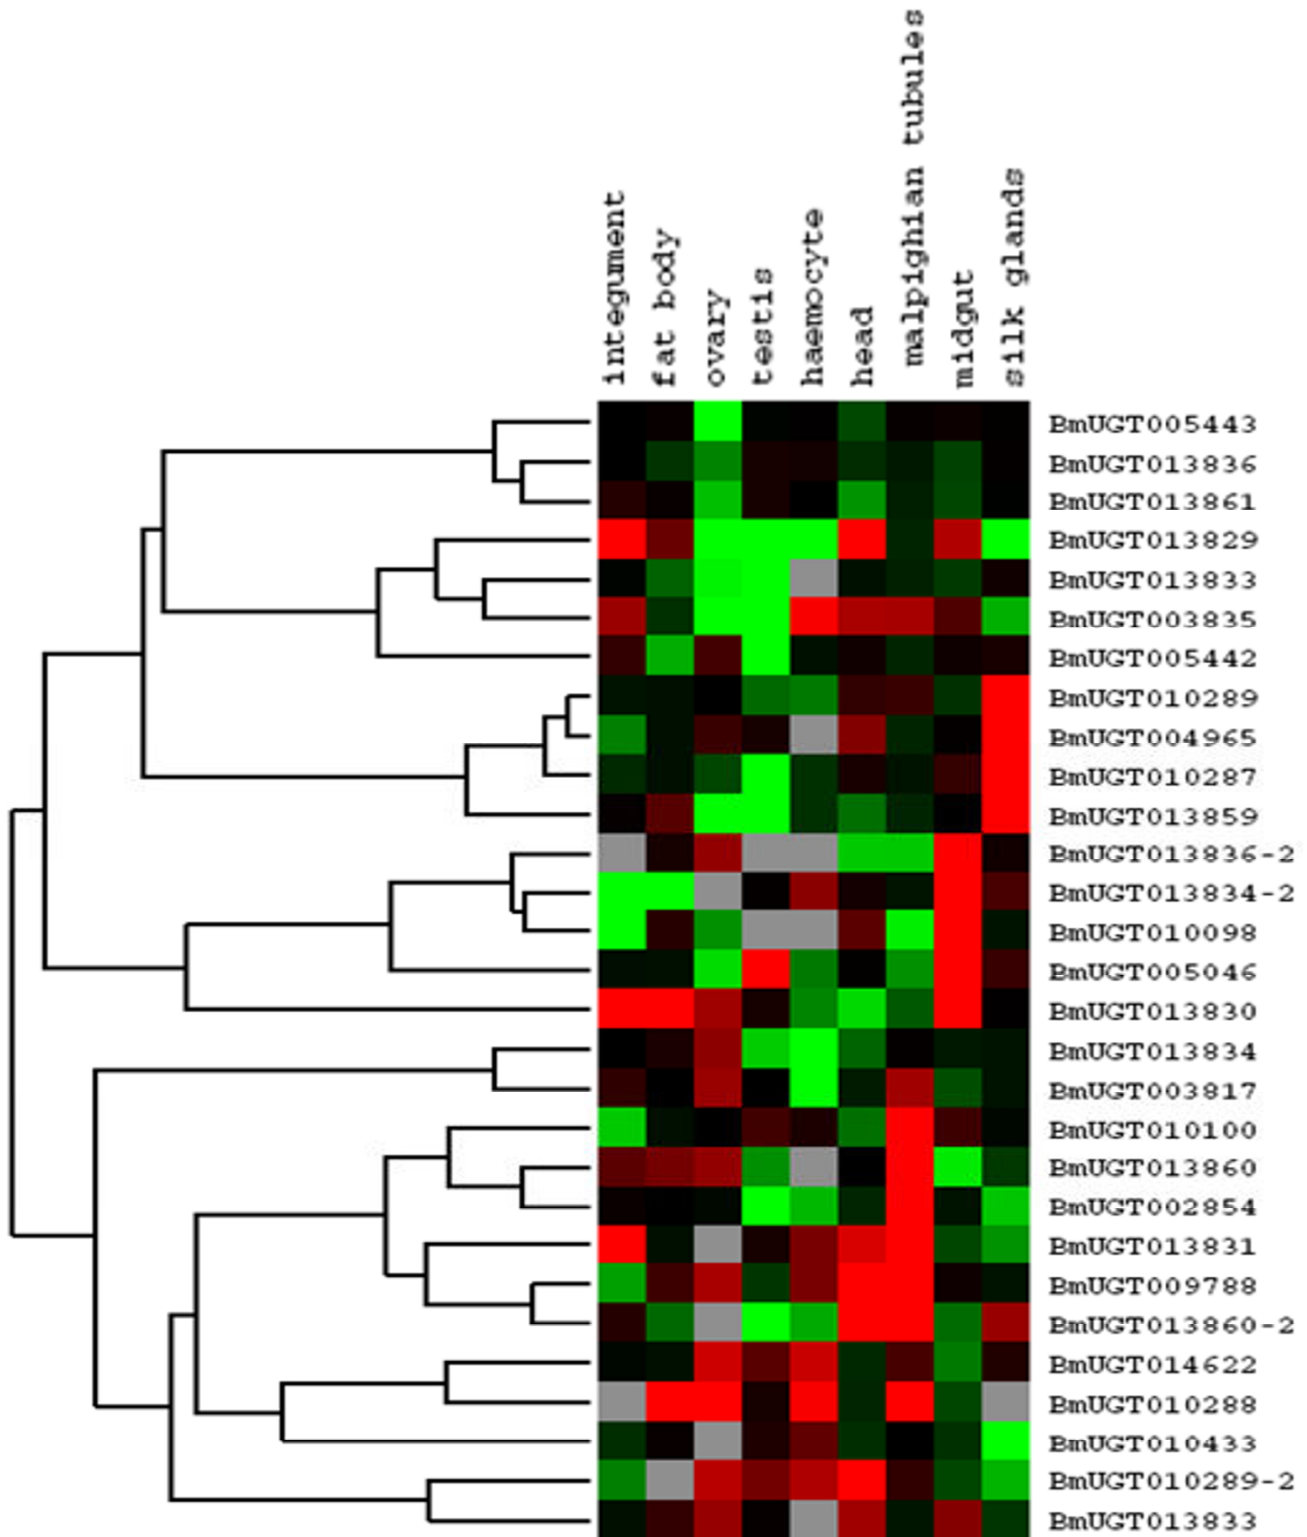 integument
fat body
ovary
testis
haemocyte
head
malpighian tubules
midgut
silk glands
BmUGT005443
BmUGT013836
BmUGT013861
BmUGT013829
BmUGT013833
BmUGT003835
BmUGT005442
BmUGT010289
BmUGT004965
BmUGT010287
BmUGT013859
BmUGT013836-2
BmUGT013834-2
BmUGT010098
BmUGT005046
BmUGT013830
BmUGT013834
BmUGT003817
BmUGT010100
BmUGT013860
BmUGT002854
BmUGT013831
BmUGT009788
BmUGT013860-2
BmUGT014622
BmUGT010288
BmUGT010433
BmUGT010289-2
BmUGT013833